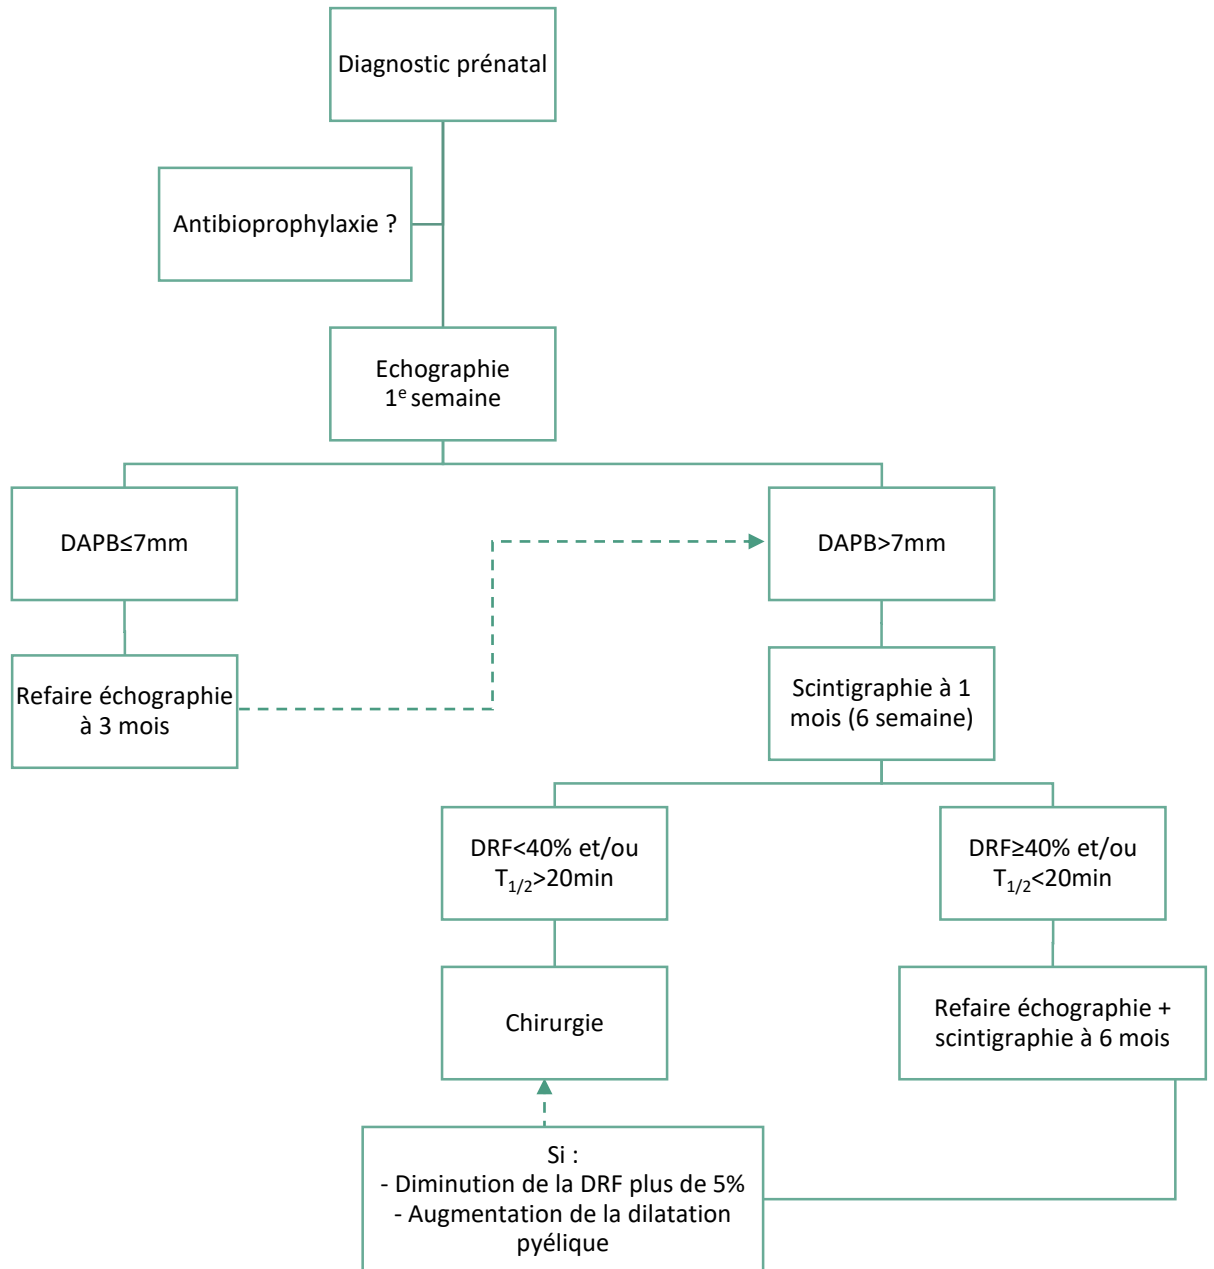 Diagnostic prénatal
Antibioprophylaxie ?
Echographie
1ᵉ semaine
DAPB≤7mm
DAPB>7mm
Refaire échographie
à 3 mois
Scintigraphie à 1
mois (6 semaine)
DRF<40% et/ou
T₁/₂>20min
DRF≥40% et/ou
T₁/₂<20min
Chirurgie
Refaire échographie +
scintigraphie à 6 mois
Si :
- Diminution de la DRF plus de 5%
- Augmentation de la dilatation
pyélique